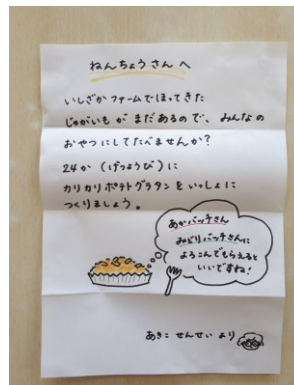 ねんちょうさんへ
いしざかファームでほってきた
じゃがいも が まだあるので、みんなの
おやつにしてたべませんか？
24か（げつようび）に
カリカリポテトグラタンをいっしょに
つくりましょう。
あかバッチさん
みどりバッチさんに
よろこんでもらえると
いいですね！
あきこ せんせい より